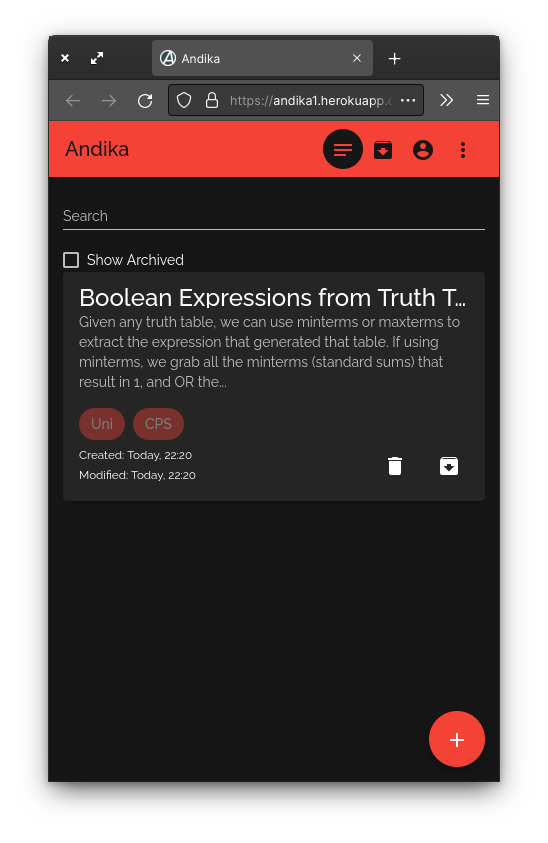 Andika
https://andika1.herokuapp.c
Andika
Search
Show Archived
Boolean Expressions from Truth T...
Given any truth table, we can use minterms or maxterms to
extract the expression that generated that table. If using
minterms, we grab all the minterms (standard sums) that
result in 1, and OR the...
Uni CPS
Created: Today, 22:20
Modified: Today, 22:20